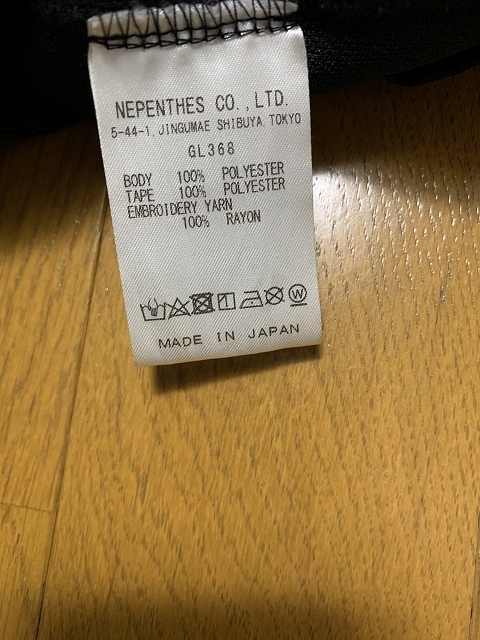 NEPENTHES CO.,LTD.
5-44-1,JINGUMAE SHIBUYA TOKYO
GL368
BODY 100% POLYESTER
TAPE 100% POLYESTER
EMBROIDERY YARN
100% RAYON
W
MADE IN JAPAN